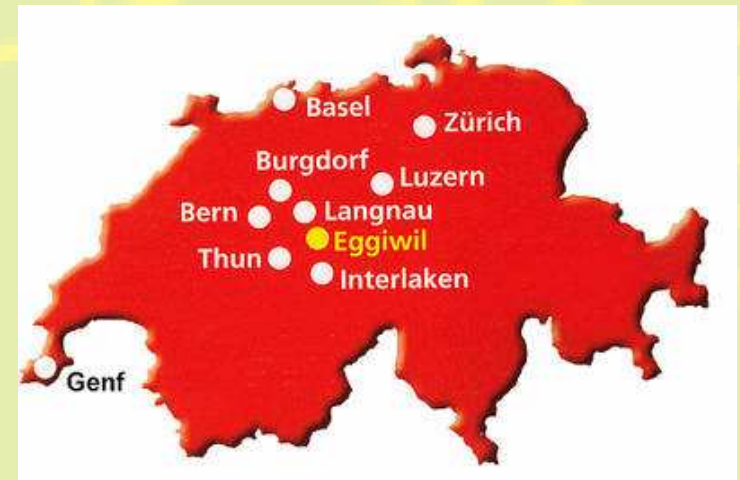 Basel
Zürich
Burgdorf
Luzern
Bern
Langnau
Eggiwil
Thun
Interlaken
Genf